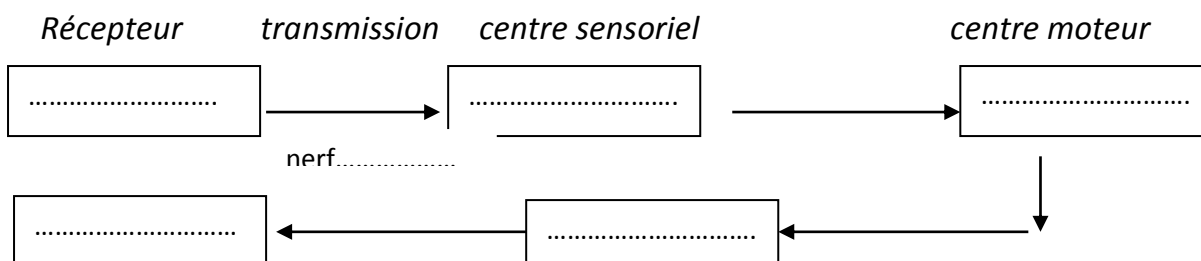 Récepteur transmission centre sensoriel centre moteur
............................ ............................... ...............................
nerf..................
.............................. ...............................